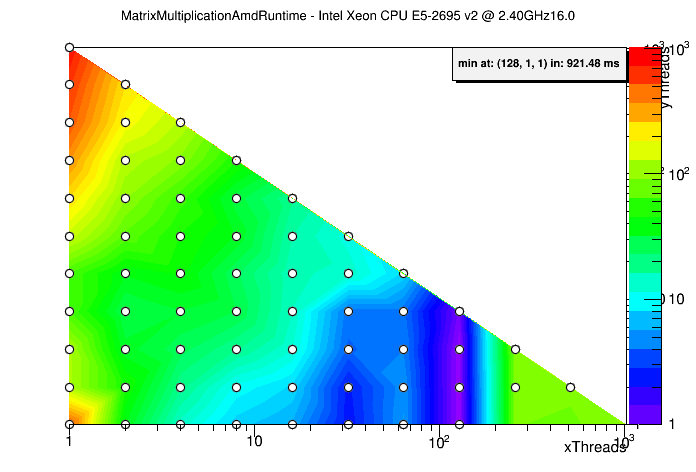 MatrixMultiplicationAmdRuntime - Intel Xeon CPU E5-2695 v2 @ 2.40GHz16.0
min at: (128, 1, 1) in: 921.48 ms
10³
yThreads
10²
10
1
1 10 10² 10³
xThreads